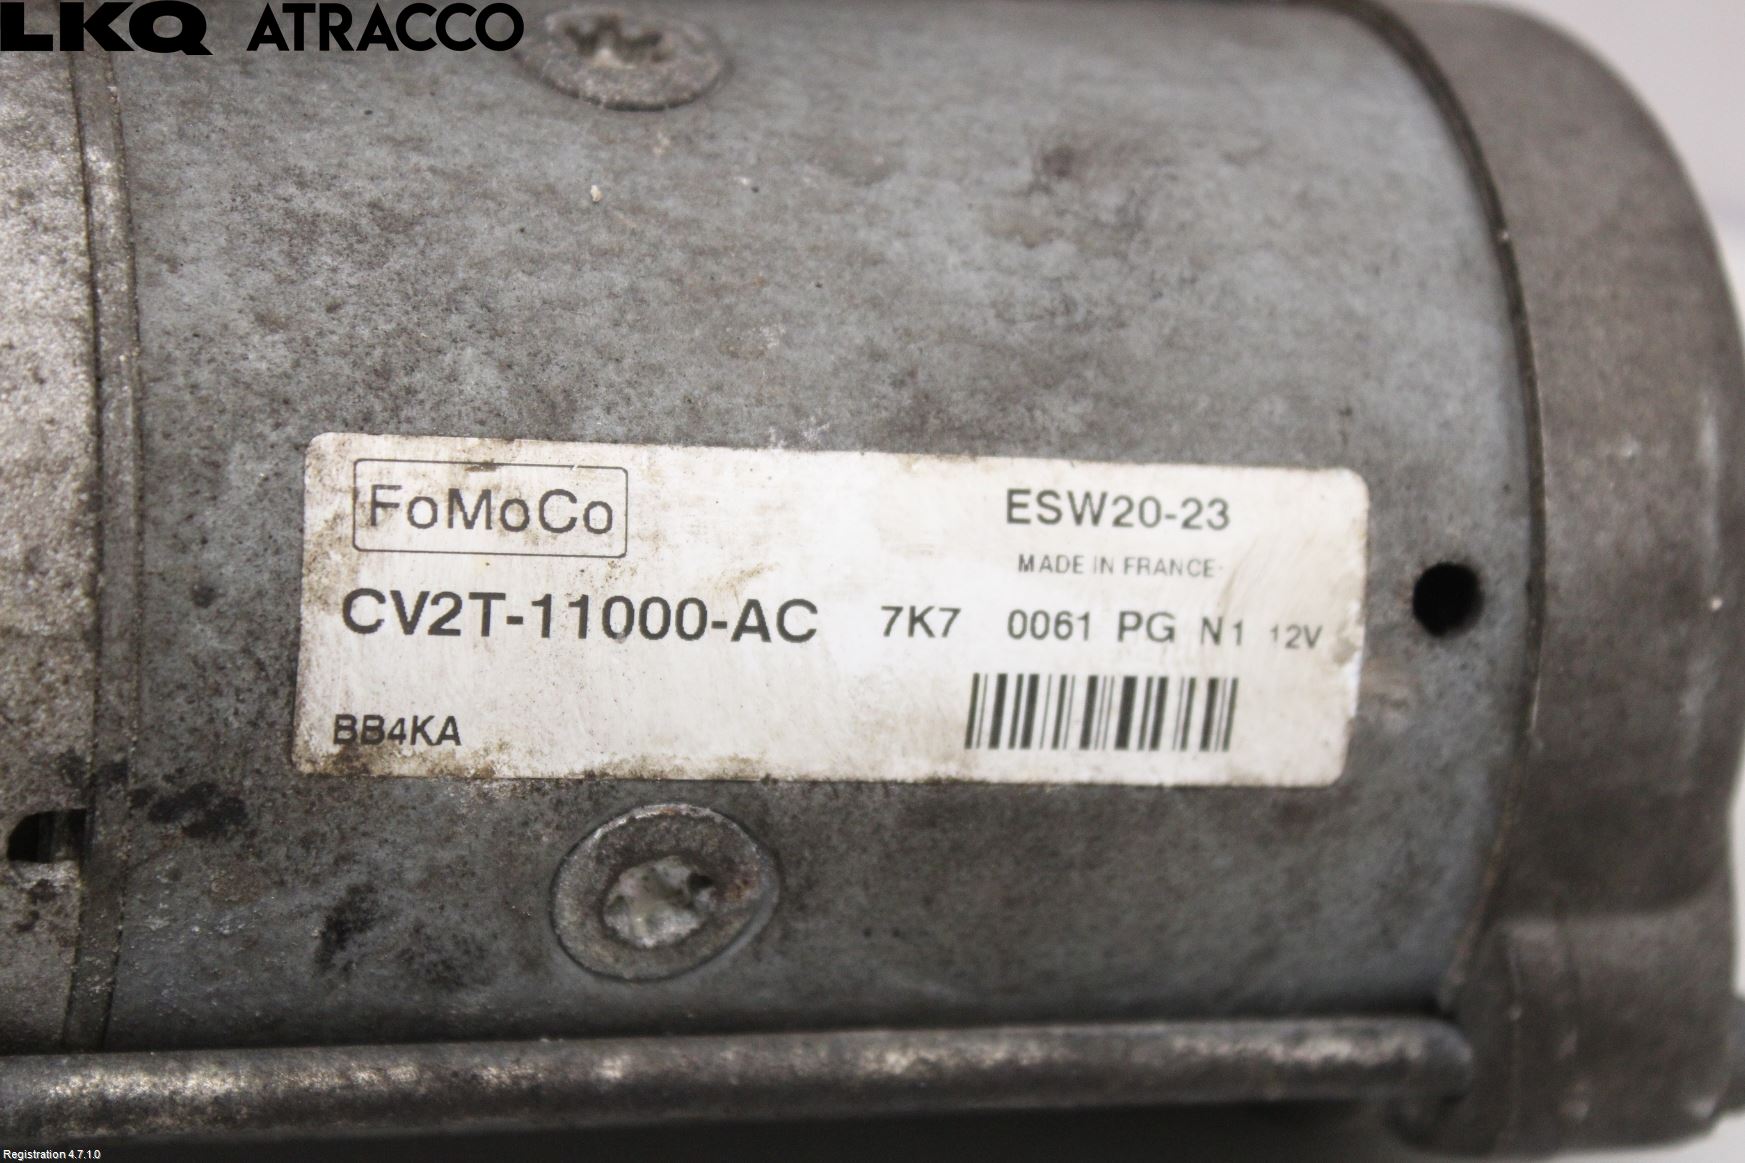 LKQ ATRACCO
FoMoCo
ESW20-23
MADE IN FRANCE
CV2T-11000-AC 7K7 0061 PG N1 12V
BB4KA
Registration 4.7.1.0